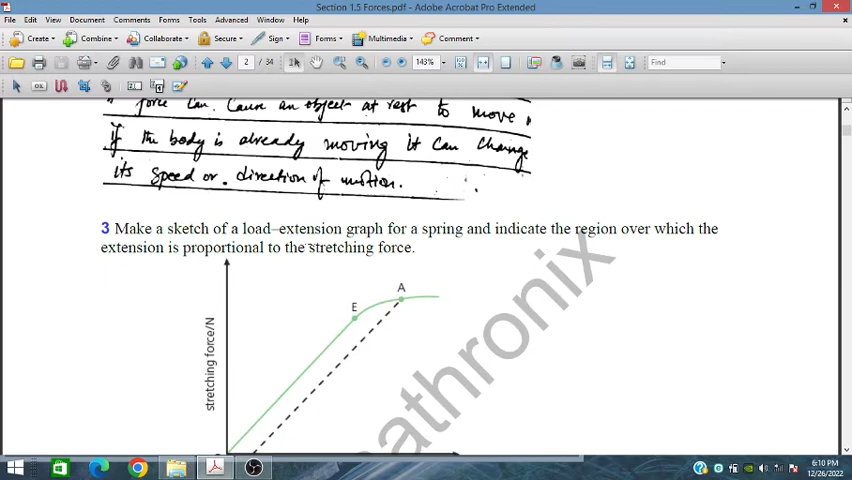 Section 1.5 Forces.pdf - Adobe Acrobat Pro Extended
File Edit View Document Comments Forms Tools Advanced Window Help
Create Combine Collaborate Secure Sign Forms Multimedia Comment
2 / 34 143% Find
force can. Cause an object at rest to move.
If the body is already moving it can change
its speed or. direction of motion.
3 Make a sketch of a load–extension graph for a spring and indicate the region over which the
extension is proportional to the stretching force.
A
E
stretching force/N
athronix
6:10 PM
12/26/2022